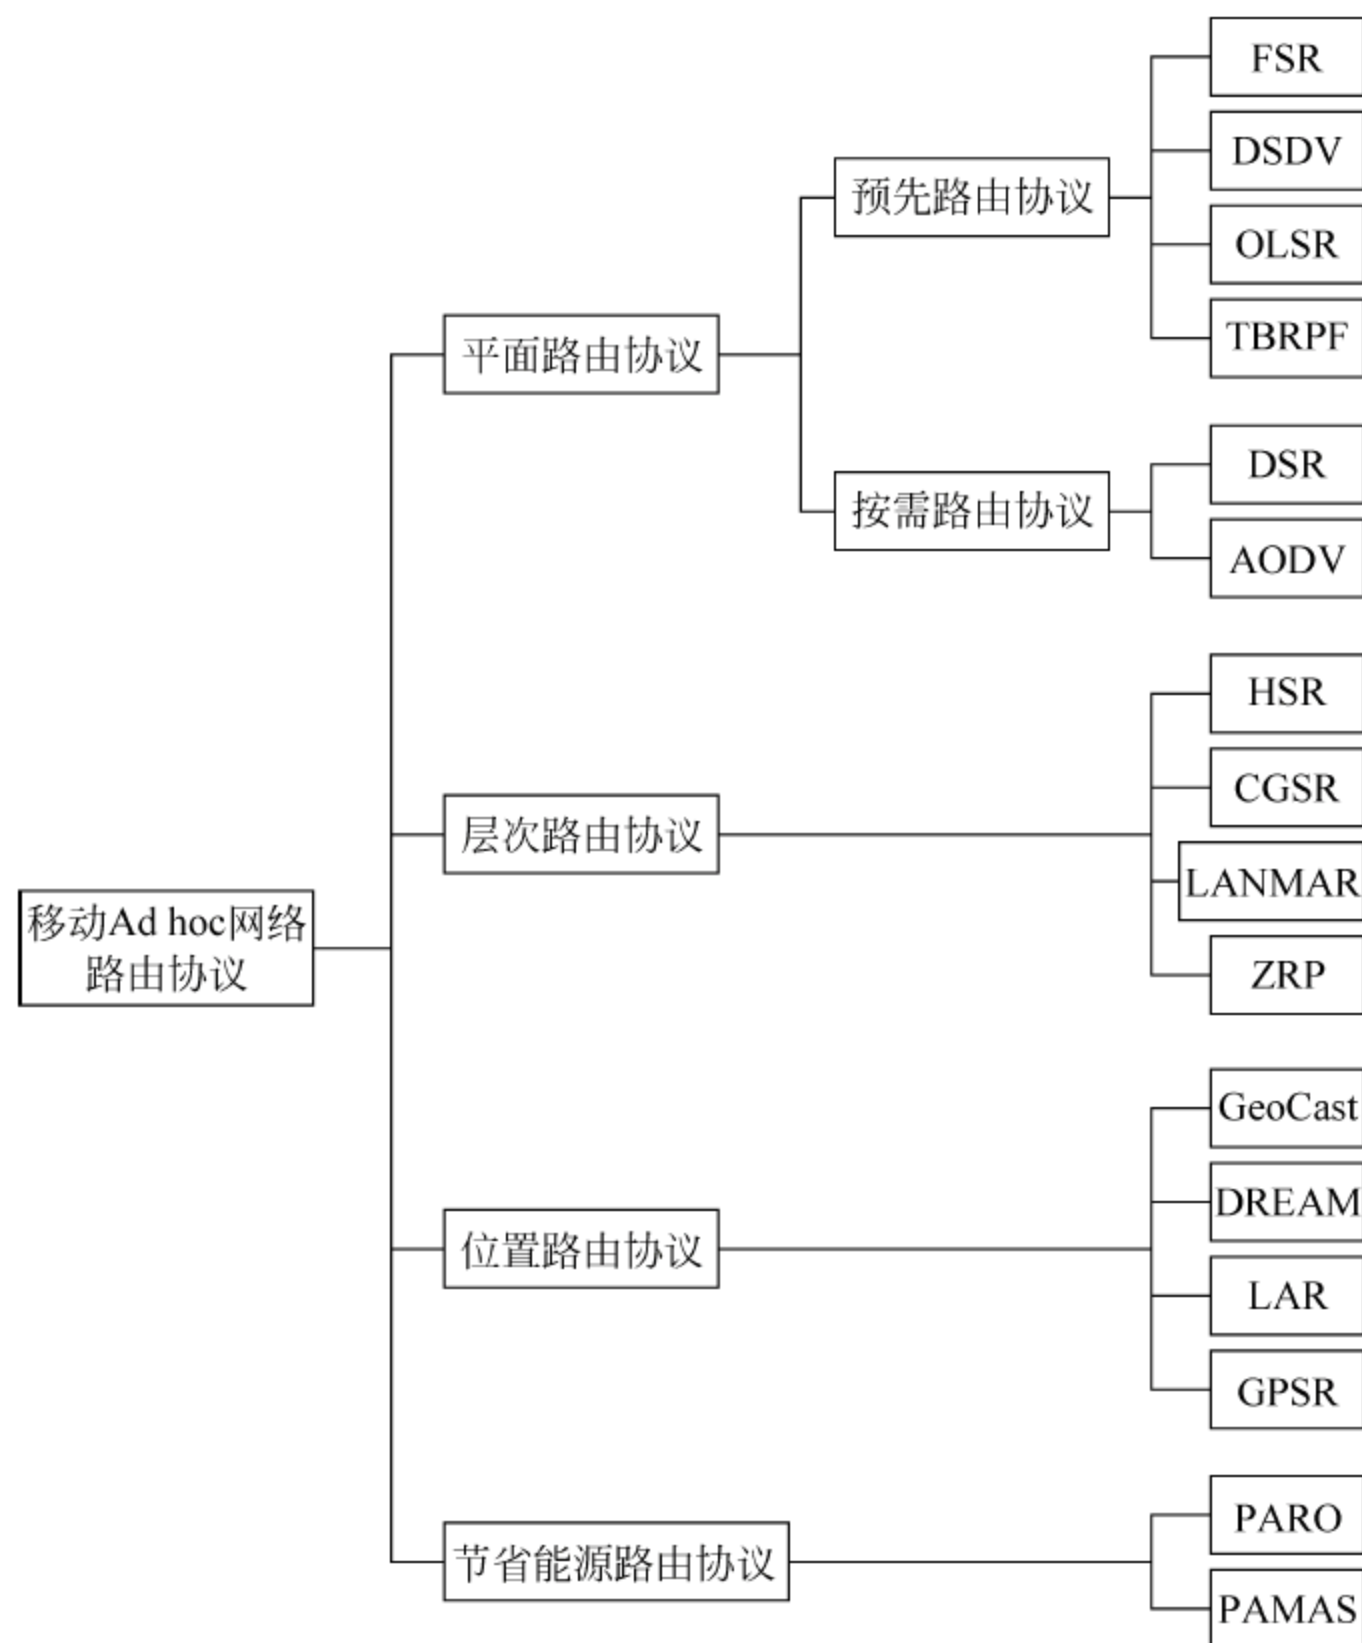 移动Ad hoc网络
路由协议
平面路由协议
预先路由协议
FSR
DSDV
OLSR
TBRPF
按需路由协议
DSR
AODV
层次路由协议
HSR
CGSR
LANMAR
ZRP
位置路由协议
GeoCast
DREAM
LAR
GPSR
节省能源路由协议
PARO
PAMAS